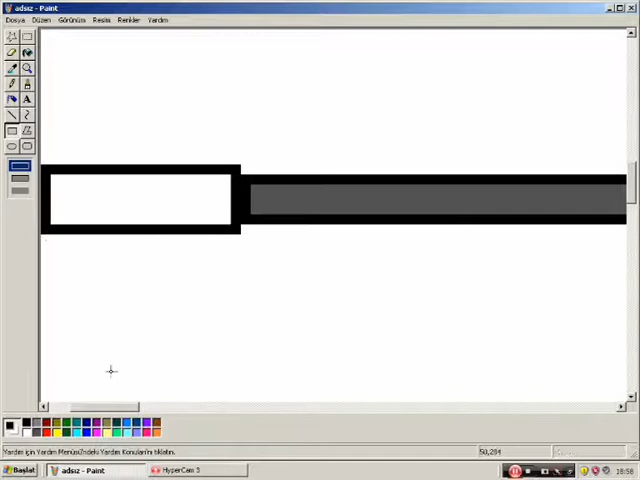 adsız - Paint
Dosya Düzen Görünüm Resim Renkler Yardım
A
Yardım için Yardım Menüsü'ndeki Yardım Konuları'nı tıklatın.
50,284
Başlat
adsız - Paint
HyperCam 3
18:58